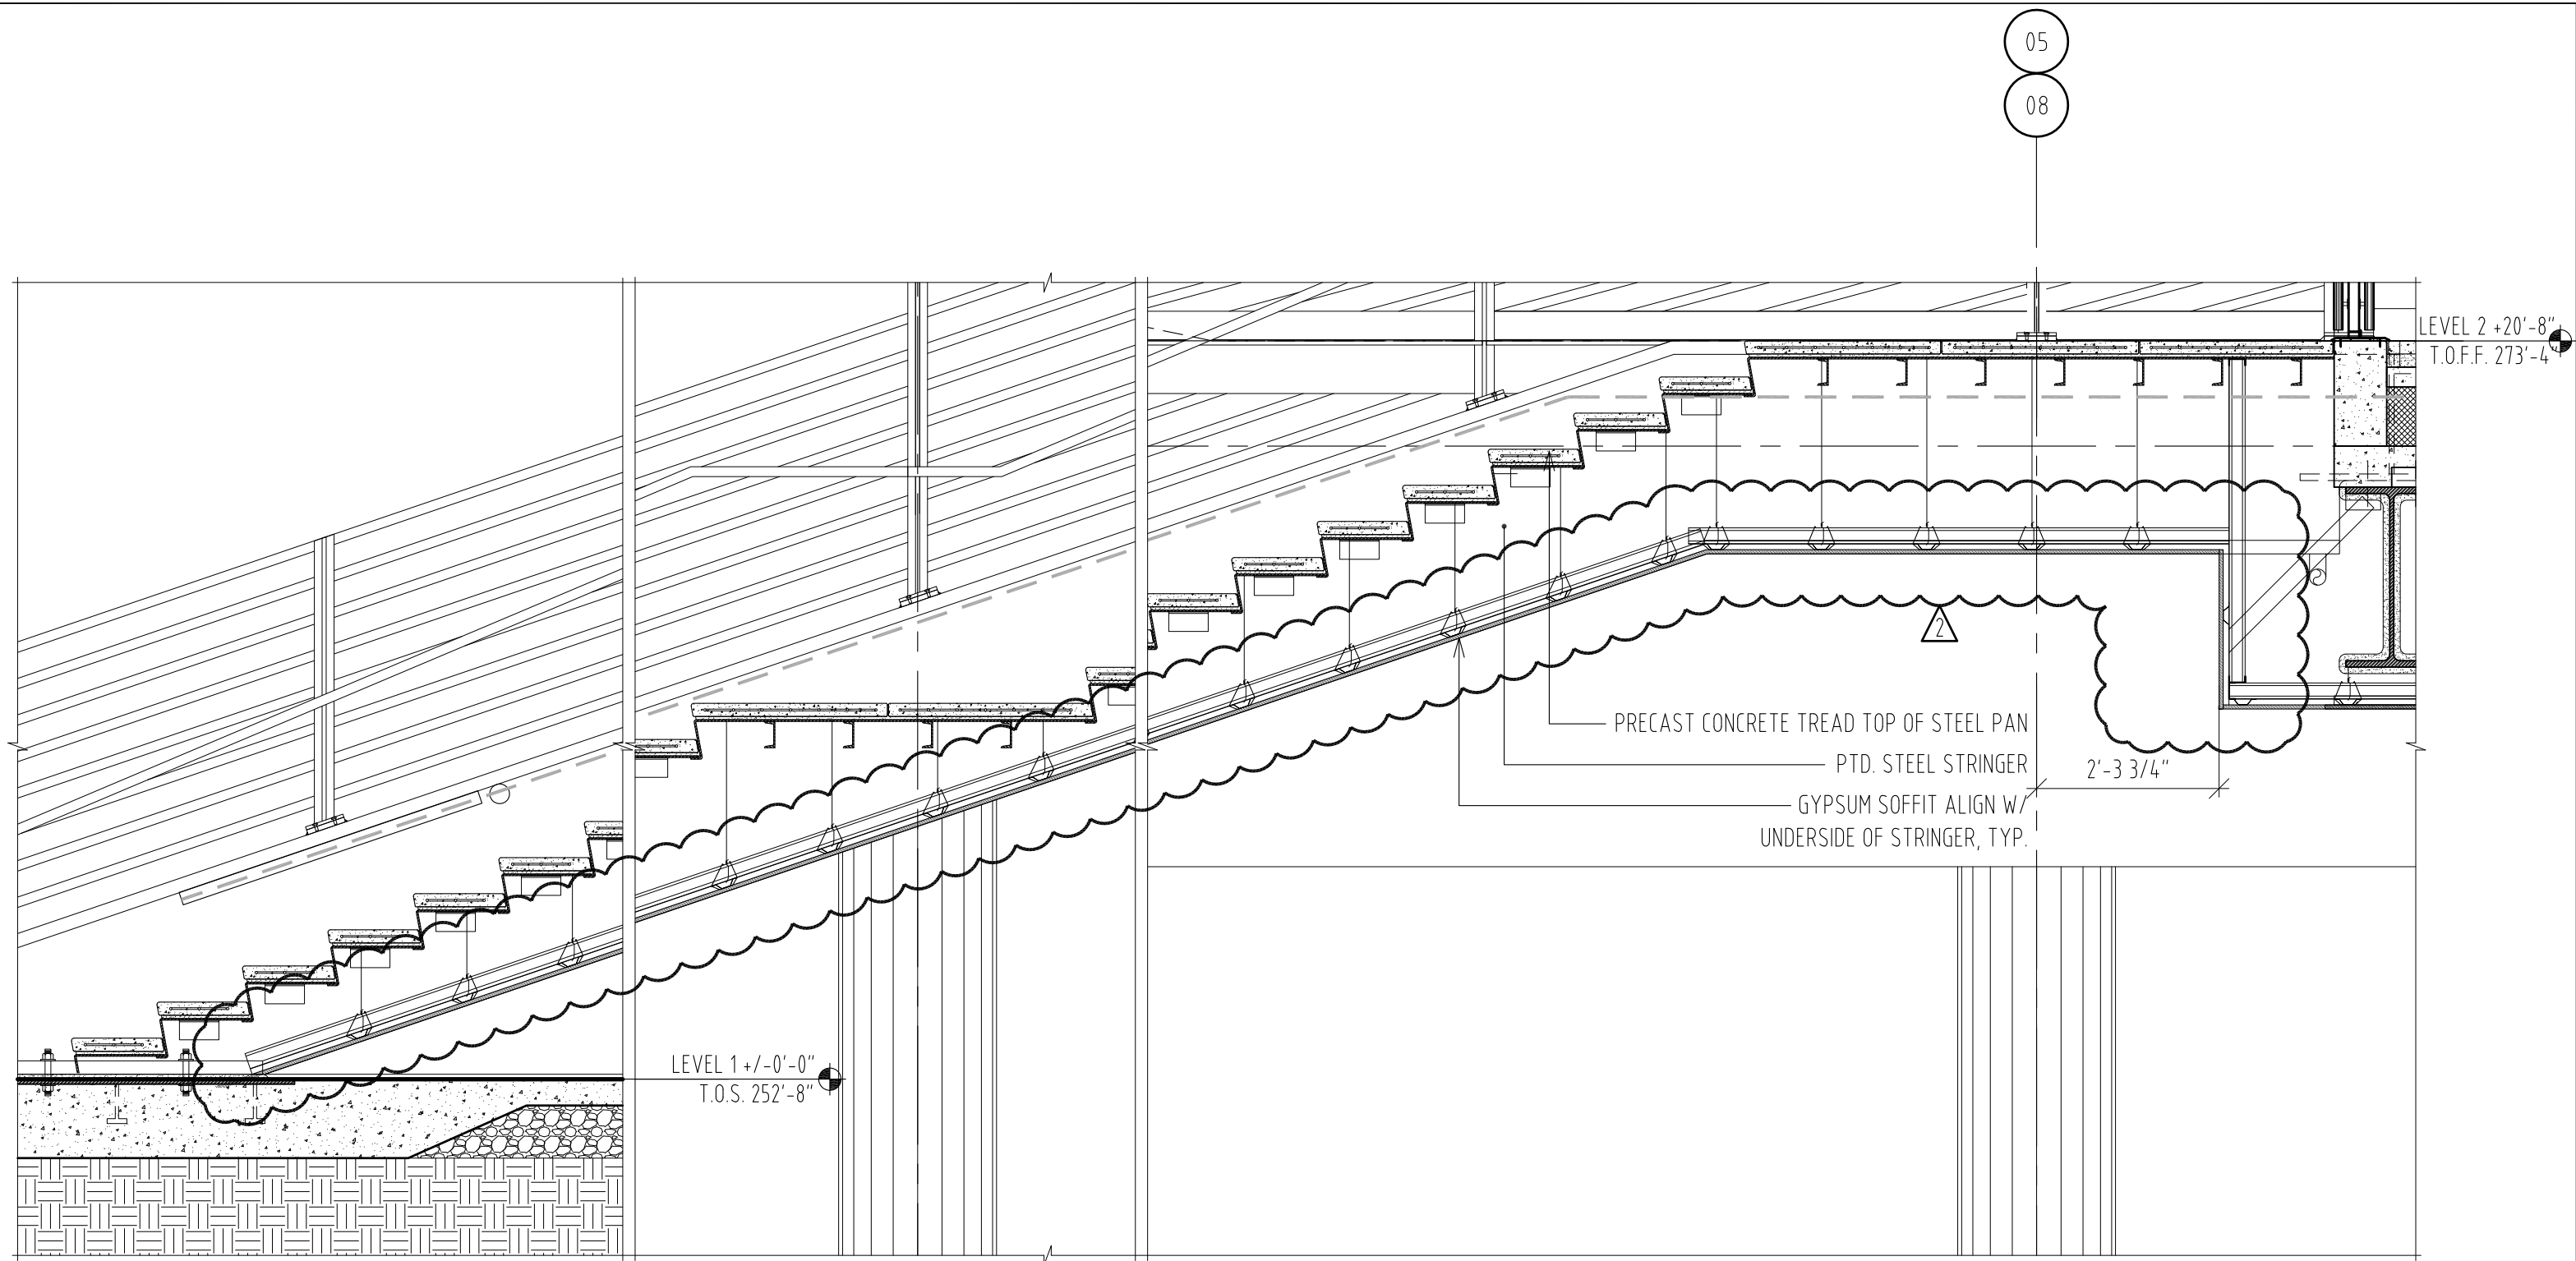 05
08
LEVEL 2 +20'-8"
T.O.F.F. 273'-4"
2
PRECAST CONCRETE TREAD TOP OF STEEL PAN
PTD. STEEL STRINGER
2'-3 3/4"
GYPSUM SOFFIT ALIGN W/
UNDERSIDE OF STRINGER, TYP.
LEVEL 1 +/-0'-0"
T.O.S. 252'-8"